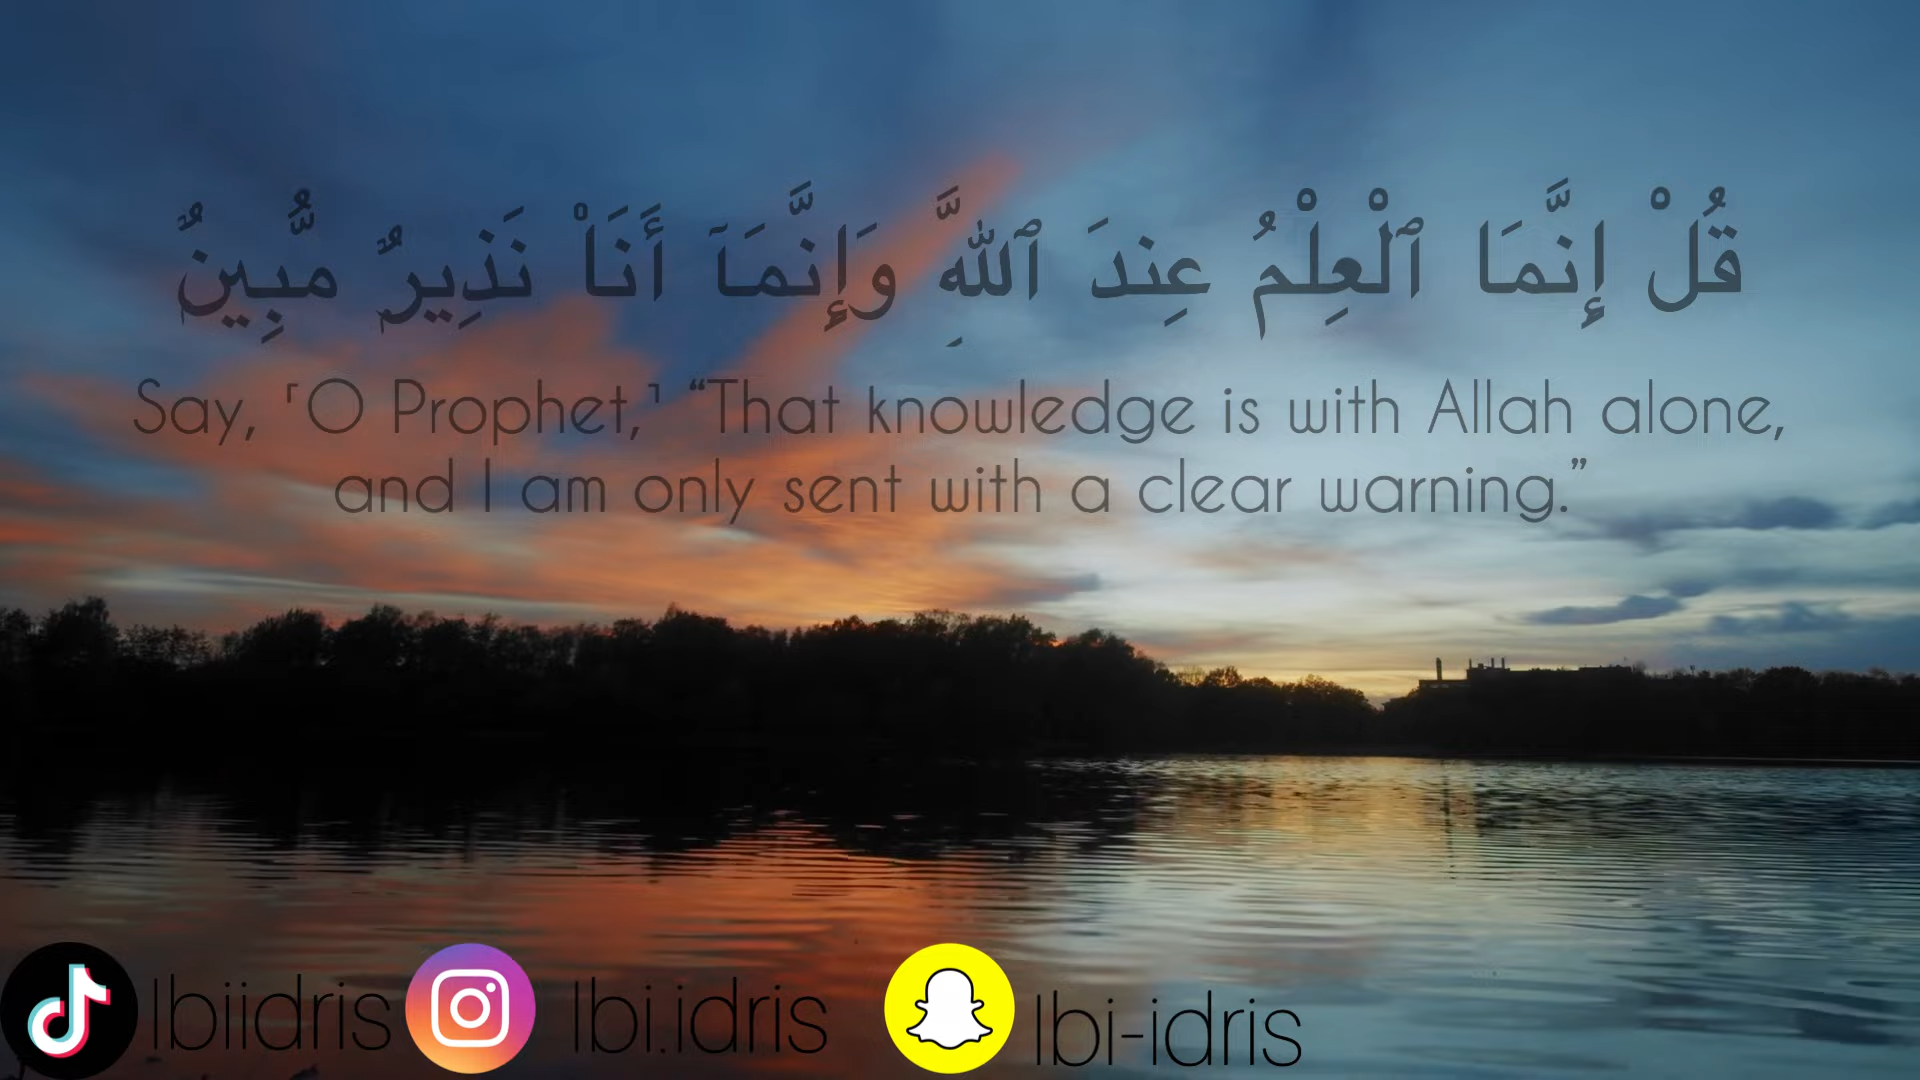 قُلْ إِنَّمَا ٱلْعِلْمُ عِندَ ٱللَّهِ وَإِنَّمَآ أَنَا۠ نَذِيرٌ مُّبِينٌ
Say, ˹O Prophet,˺ “That knowledge is with Allah alone,
and I am only sent with a clear warning.”
Ibiidris Ibi.idris Ibi-idris